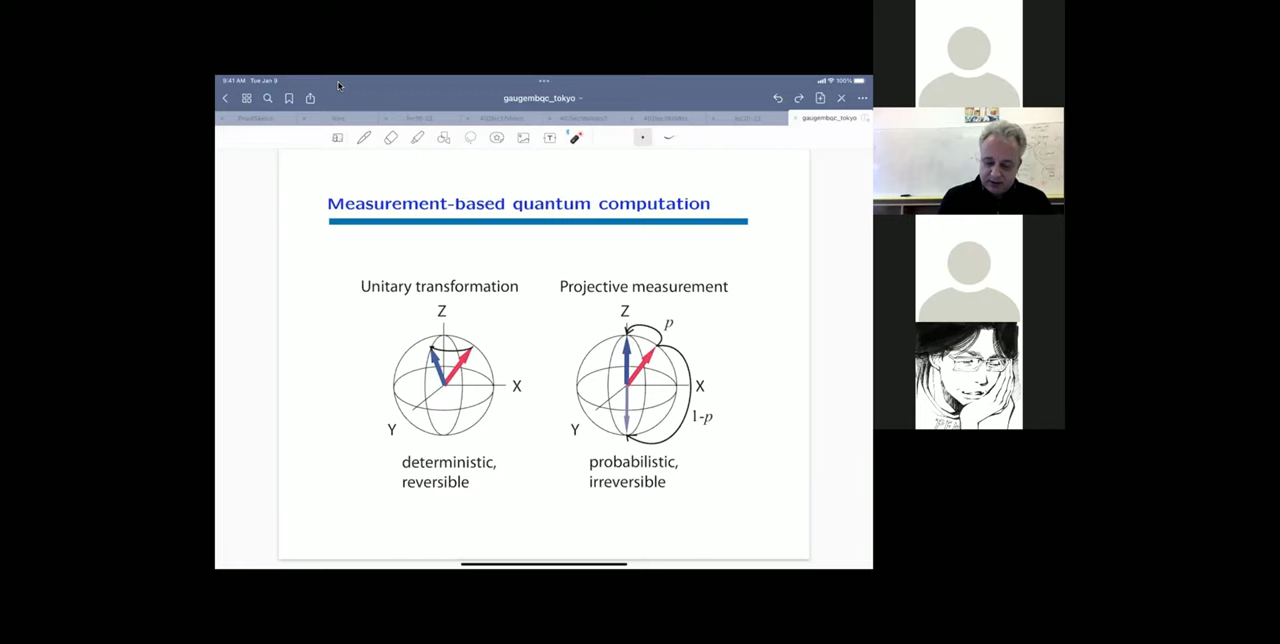 9:41 AM Tue Jan 9
100%
gaugembqc_tokyo
gaugembqc_tokyo
Measurement-based quantum computation
Unitary transformation
Projective measurement
Z
Z
p
X
X
1-p
Y
Y
deterministic,
reversible
probabilistic,
irreversible